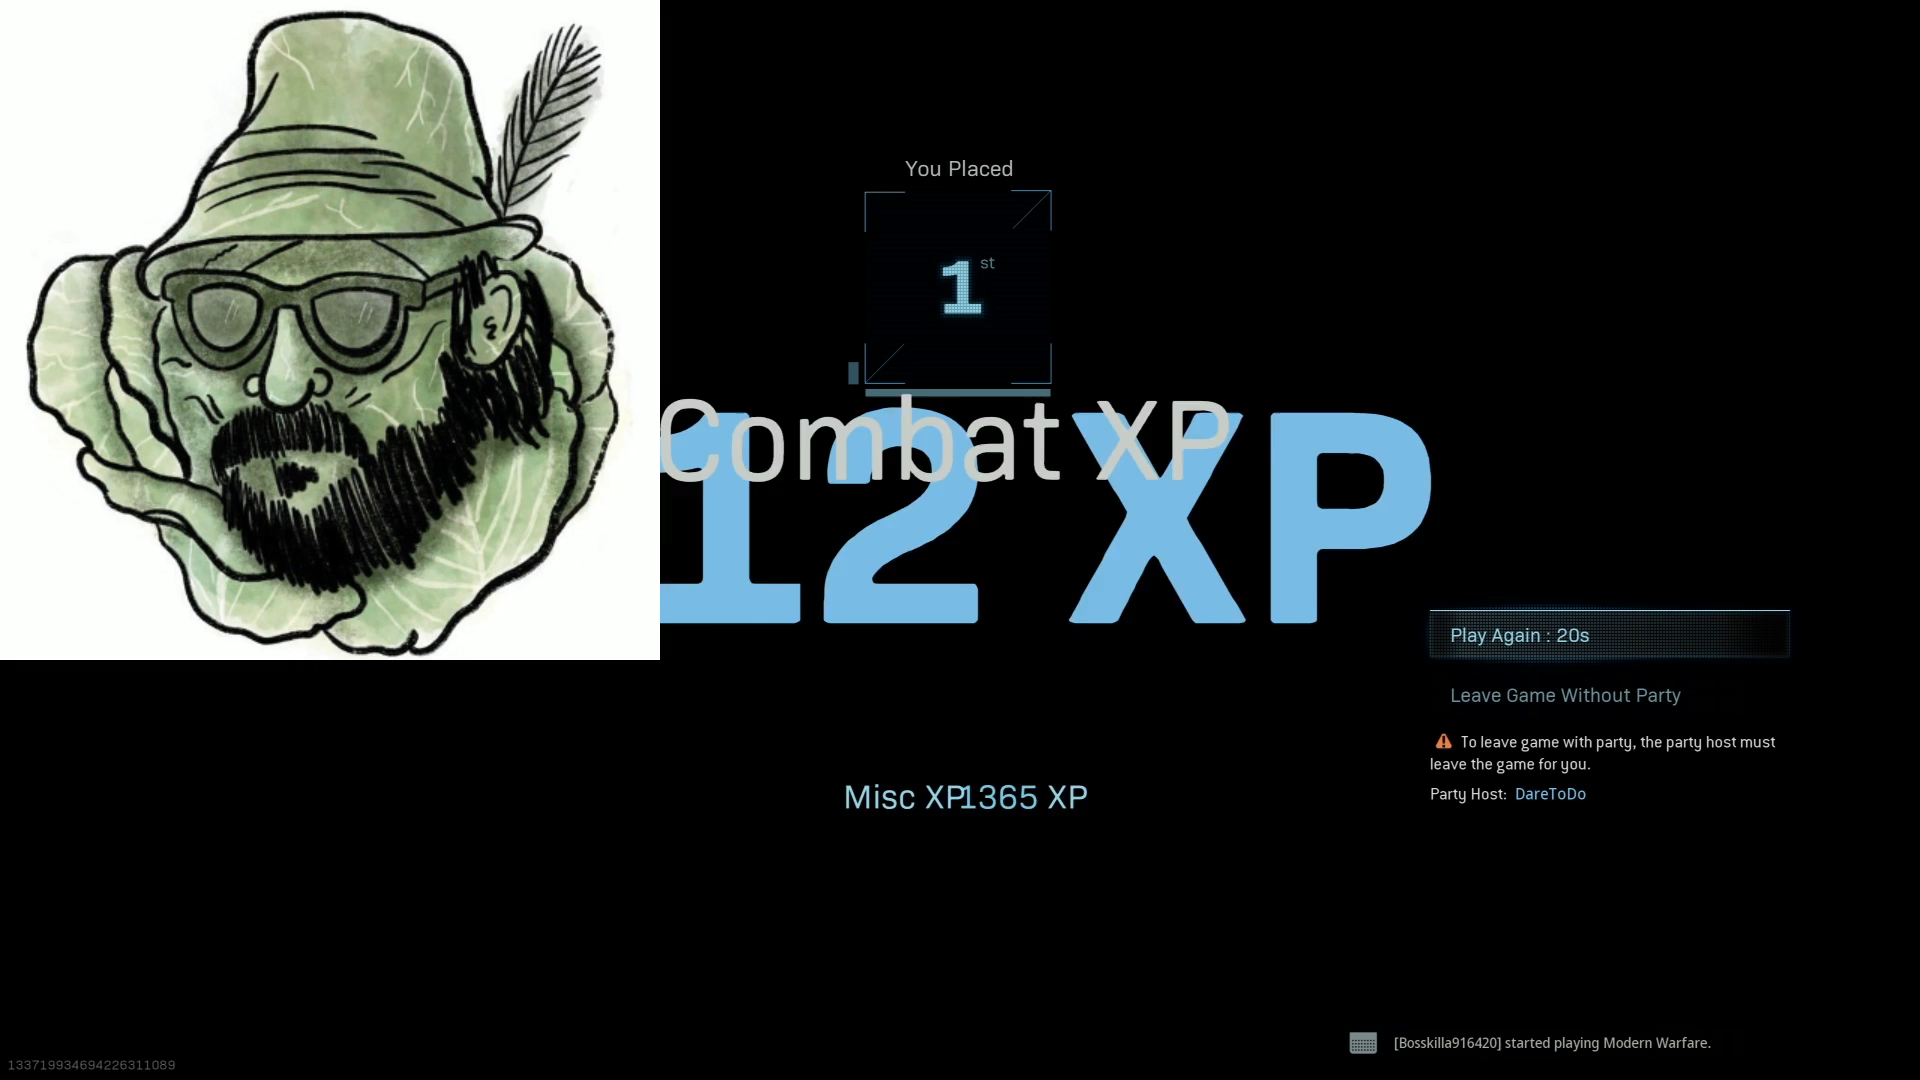 You Placed
1st
Combat XP
12 XP
Play Again : 20s
Leave Game Without Party
To leave game with party, the party host must
leave the game for you.
Party Host: DareToDo
Misc XP1365 XP
[Bosskilla916420] started playing Modern Warfare.
133719934694226311089